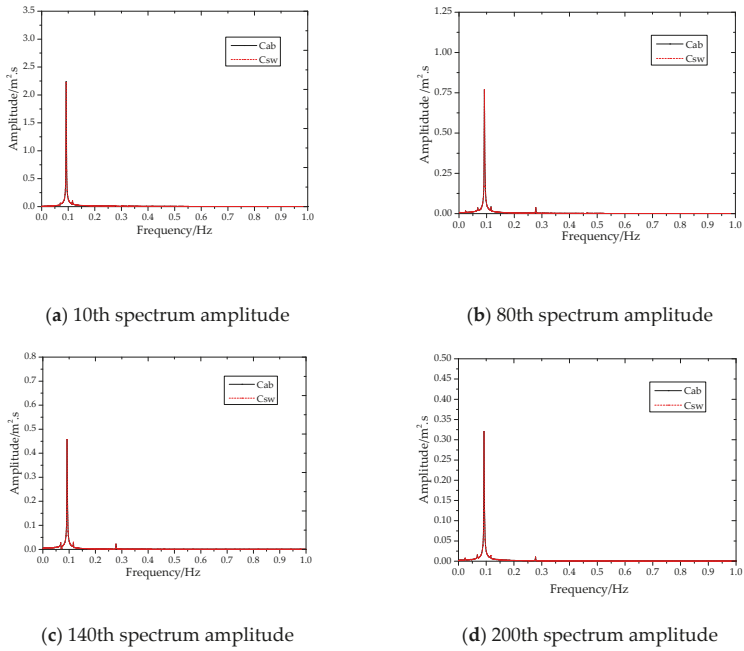 3.5
3.0
2.5
2.0
1.5
1.0
0.5
0.0
Amplitude/m².s
Cab
Csw
0.0 0.1 0.2 0.3 0.4 0.5 0.6 0.7 0.8 0.9 1.0
Frequency/Hz
(a) 10th spectrum amplitude
1.25
1.00
0.75
0.50
0.25
0.00
Ampltidude /m².s
Cab
Csw
0.0 0.1 0.2 0.3 0.4 0.5 0.6 0.7 0.8 0.9 1.0
Frequency/Hz
(b) 80th spectrum amplitude
0.8
0.7
0.6
0.5
0.4
0.3
0.2
0.1
0.0
Amplitude/m².s
Cab
Csw
0.0 0.1 0.2 0.3 0.4 0.5 0.6 0.7 0.8 0.9 1.0
Frequency/Hz
(c) 140th spectrum amplitude
0.50
0.45
0.40
0.35
0.30
0.25
0.20
0.15
0.10
0.05
0.00
Amplitude/m².s
Cab
Csw
0.0 0.1 0.2 0.3 0.4 0.5 0.6 0.7 0.8 0.9 1.0
Frequency/Hz
(d) 200th spectrum amplitude